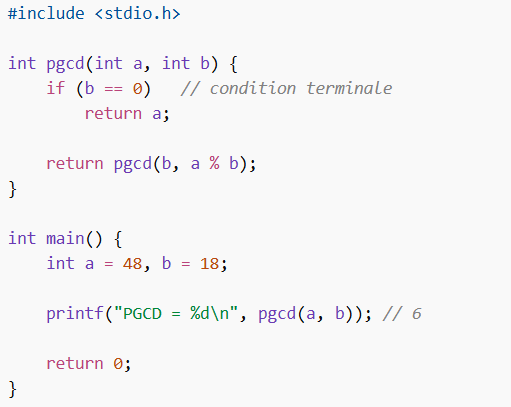 #include <stdio.h>

int pgcd(int a, int b) {
    if (b == 0)   // condition terminale
        return a;

    return pgcd(b, a % b);
}

int main() {
    int a = 48, b = 18;

    printf("PGCD = %d\n", pgcd(a, b)); // 6

    return 0;
}